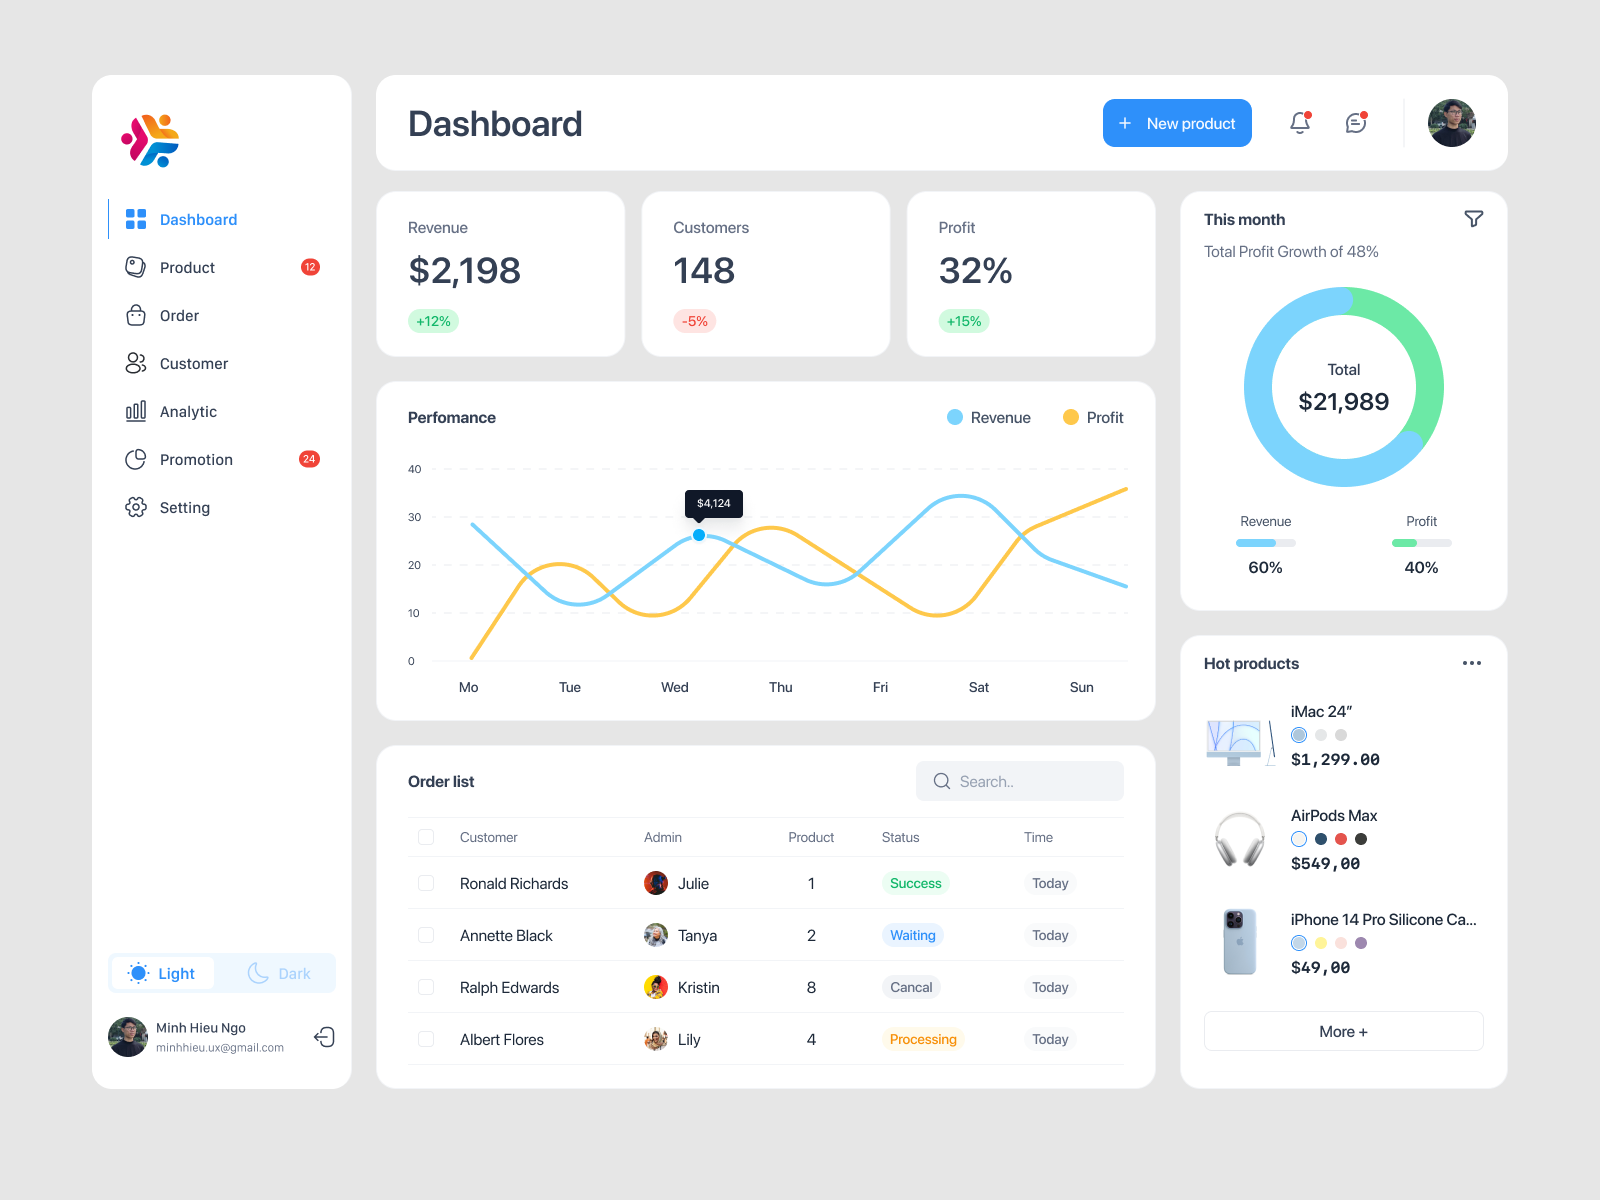 Dashboard
Product 12
Order
Customer
Analytic
Promotion 24
Setting
Light Dark
Minh Hieu Ngo
minhhieu.ux@gmail.com
Dashboard
+ New product
Revenue
$2,198
+12%
Customers
148
-5%
Profit
32%
+15%
Perfomance
Revenue Profit
40
30
20
10
0
$4,124
Mo Tue Wed Thu Fri Sat Sun
Order list
Search..
Customer Admin Product Status Time
Ronald Richards Julie 1 Success Today
Annette Black Tanya 2 Waiting Today
Ralph Edwards Kristin 8 Cancal Today
Albert Flores Lily 4 Processing Today
This month
Total Profit Growth of 48%
Total
$21,989
Revenue Profit
60% 40%
Hot products
iMac 24”
$1,299.00
AirPods Max
$549,00
iPhone 14 Pro Silicone Ca...
$49,00
More +